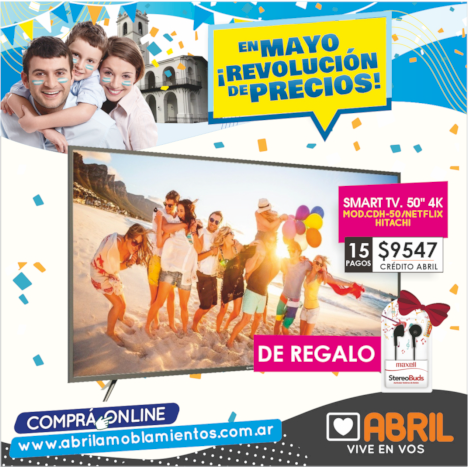 EN MAYO
¡REVOLUCIÓN
DE PRECIOS!
SMART TV. 50" 4K
MOD.CDH-50/NETFLIX
HITACHI
15 PAGOS $9547
CRÉDITO ABRIL
DE REGALO
maxell
StereoBuds
COMPRÁ ONLINE
www.abrilamoblamientos.com.ar
ABRIL
VIVE EN VOS